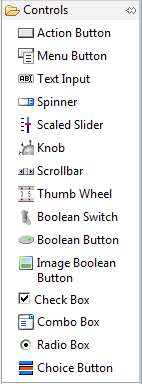 Controls
Action Button
Menu Button
Text Input
Spinner
Scaled Slider
Knob
Scrollbar
Thumb Wheel
Boolean Switch
Boolean Button
Image Boolean
Button
Check Box
Combo Box
Radio Box
Choice Button